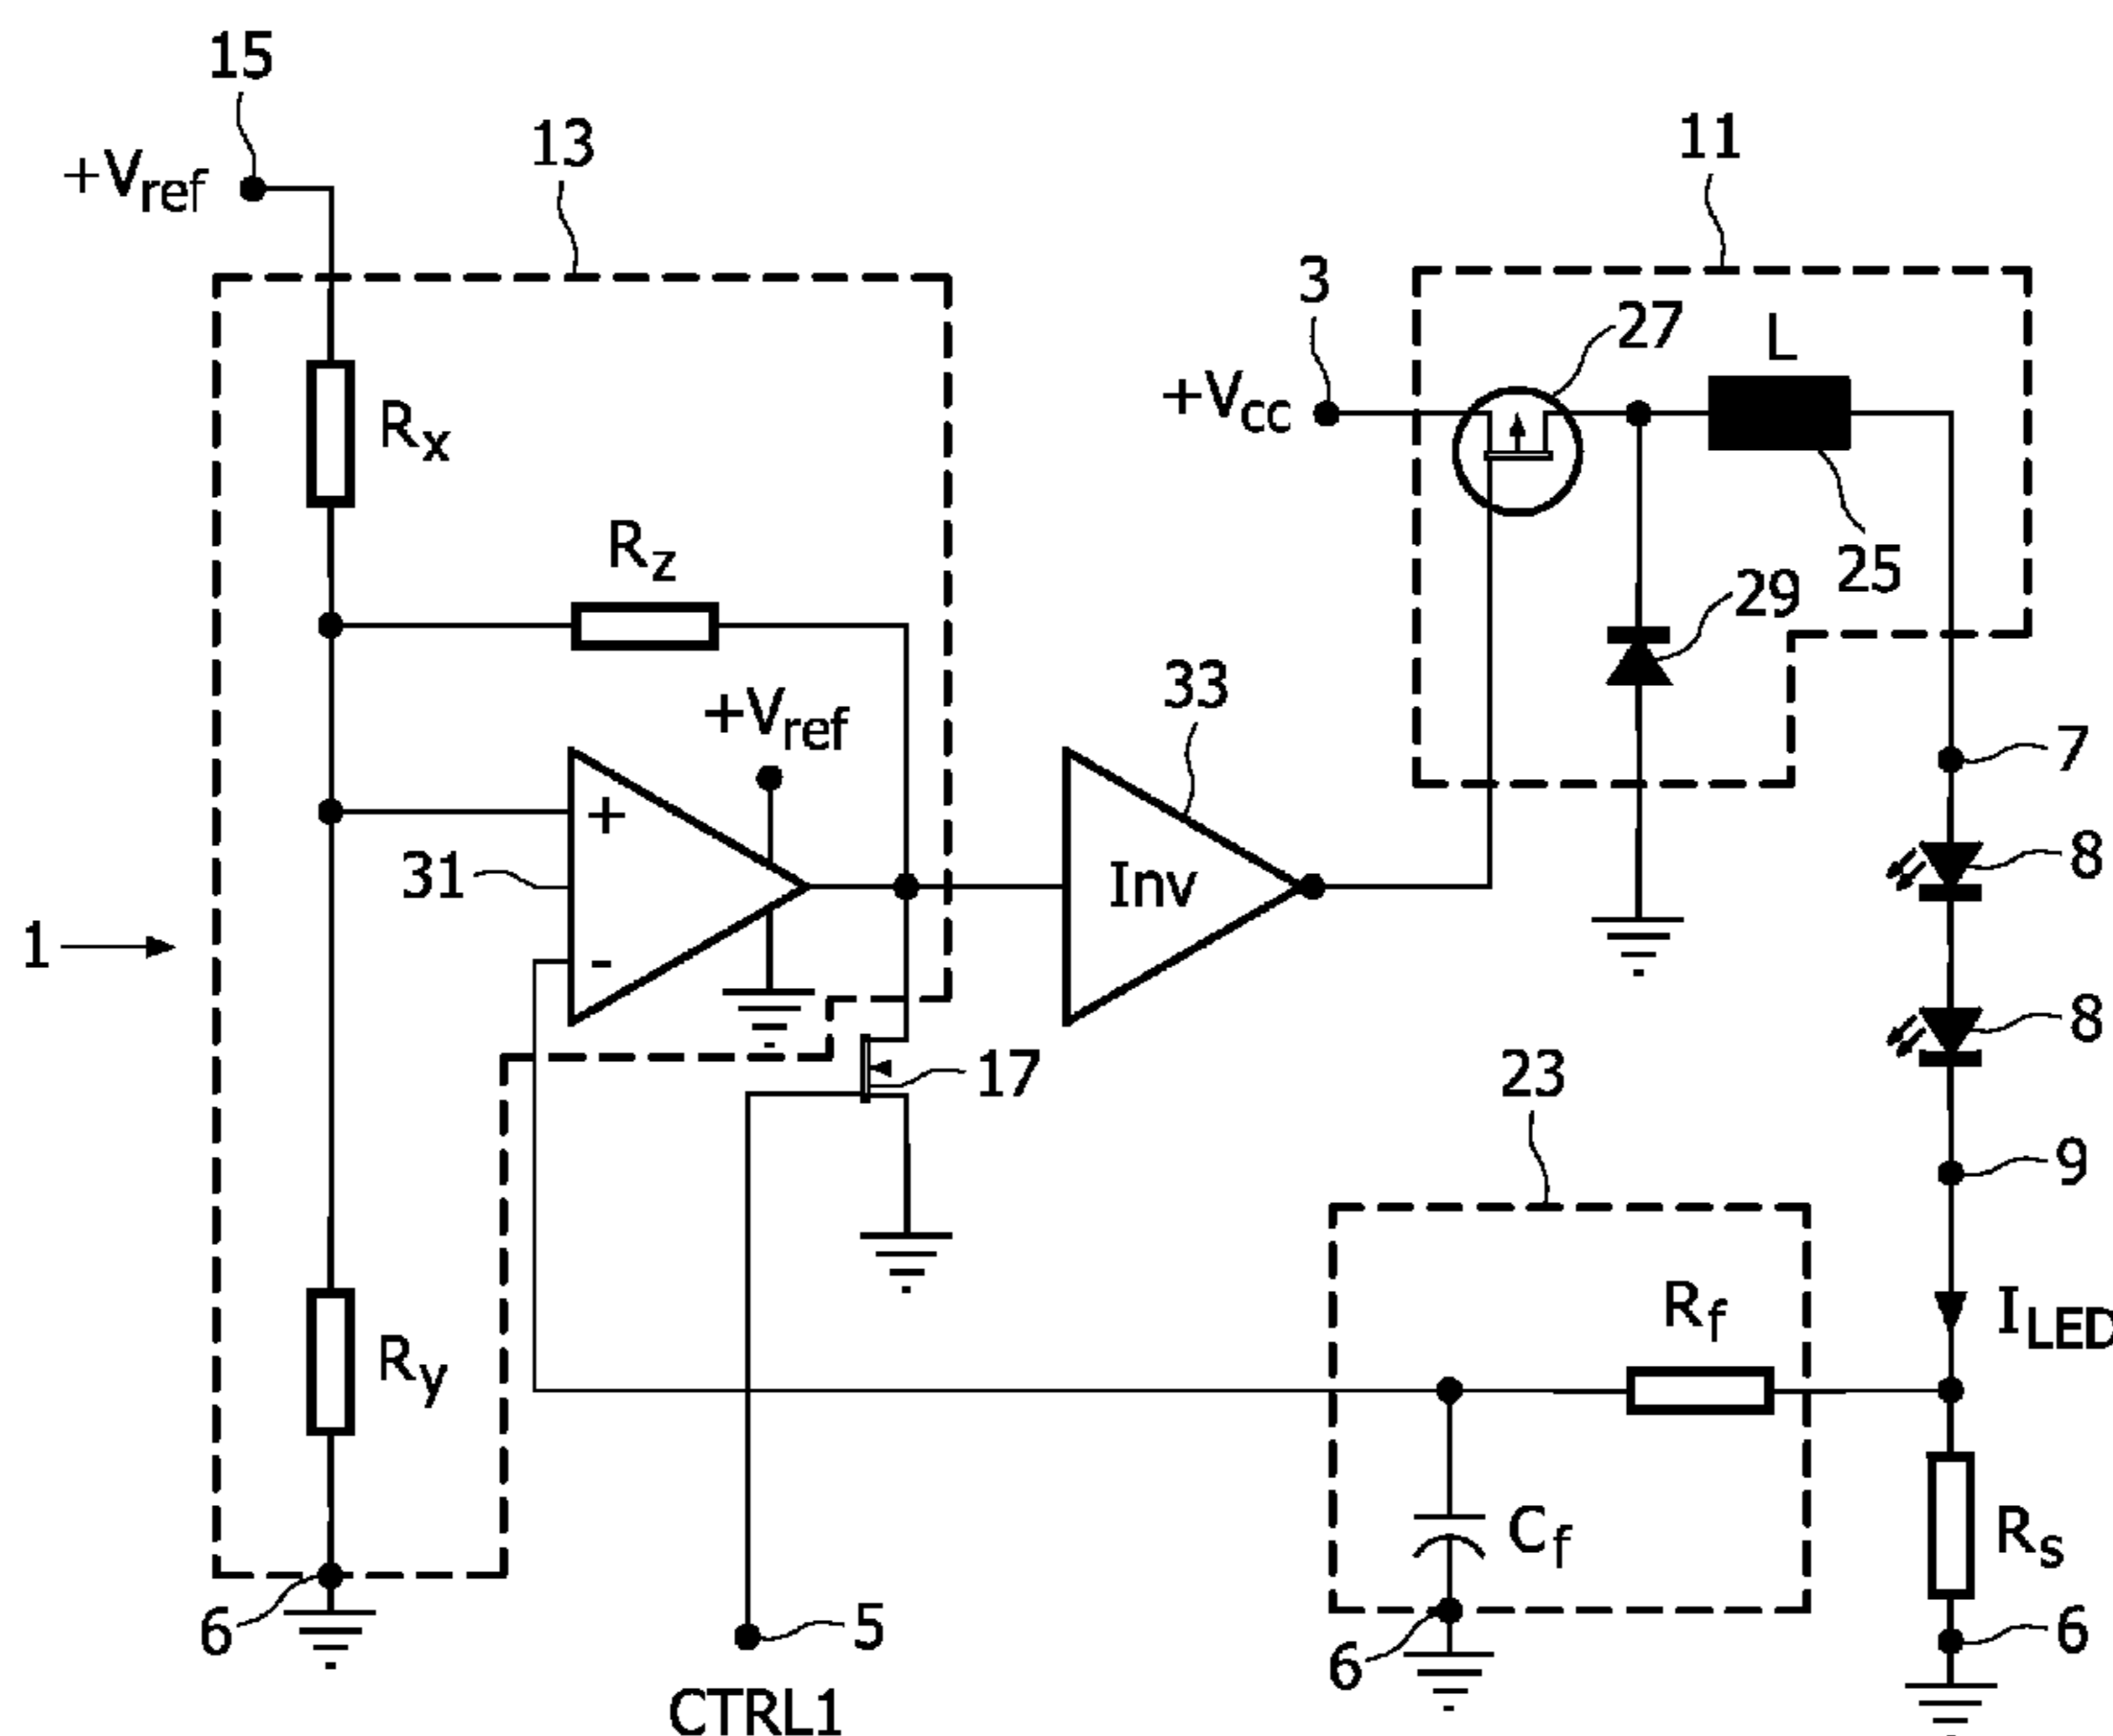 15
+Vref
13
11
3
27
L
+Vcc
Rx
Rz
25
29
33
+Vref
7
+
31
Inv
8
1
-
8
17
23
9
Rf
ILED
Ry
Cf
Rs
6
5
6
6
CTRL1